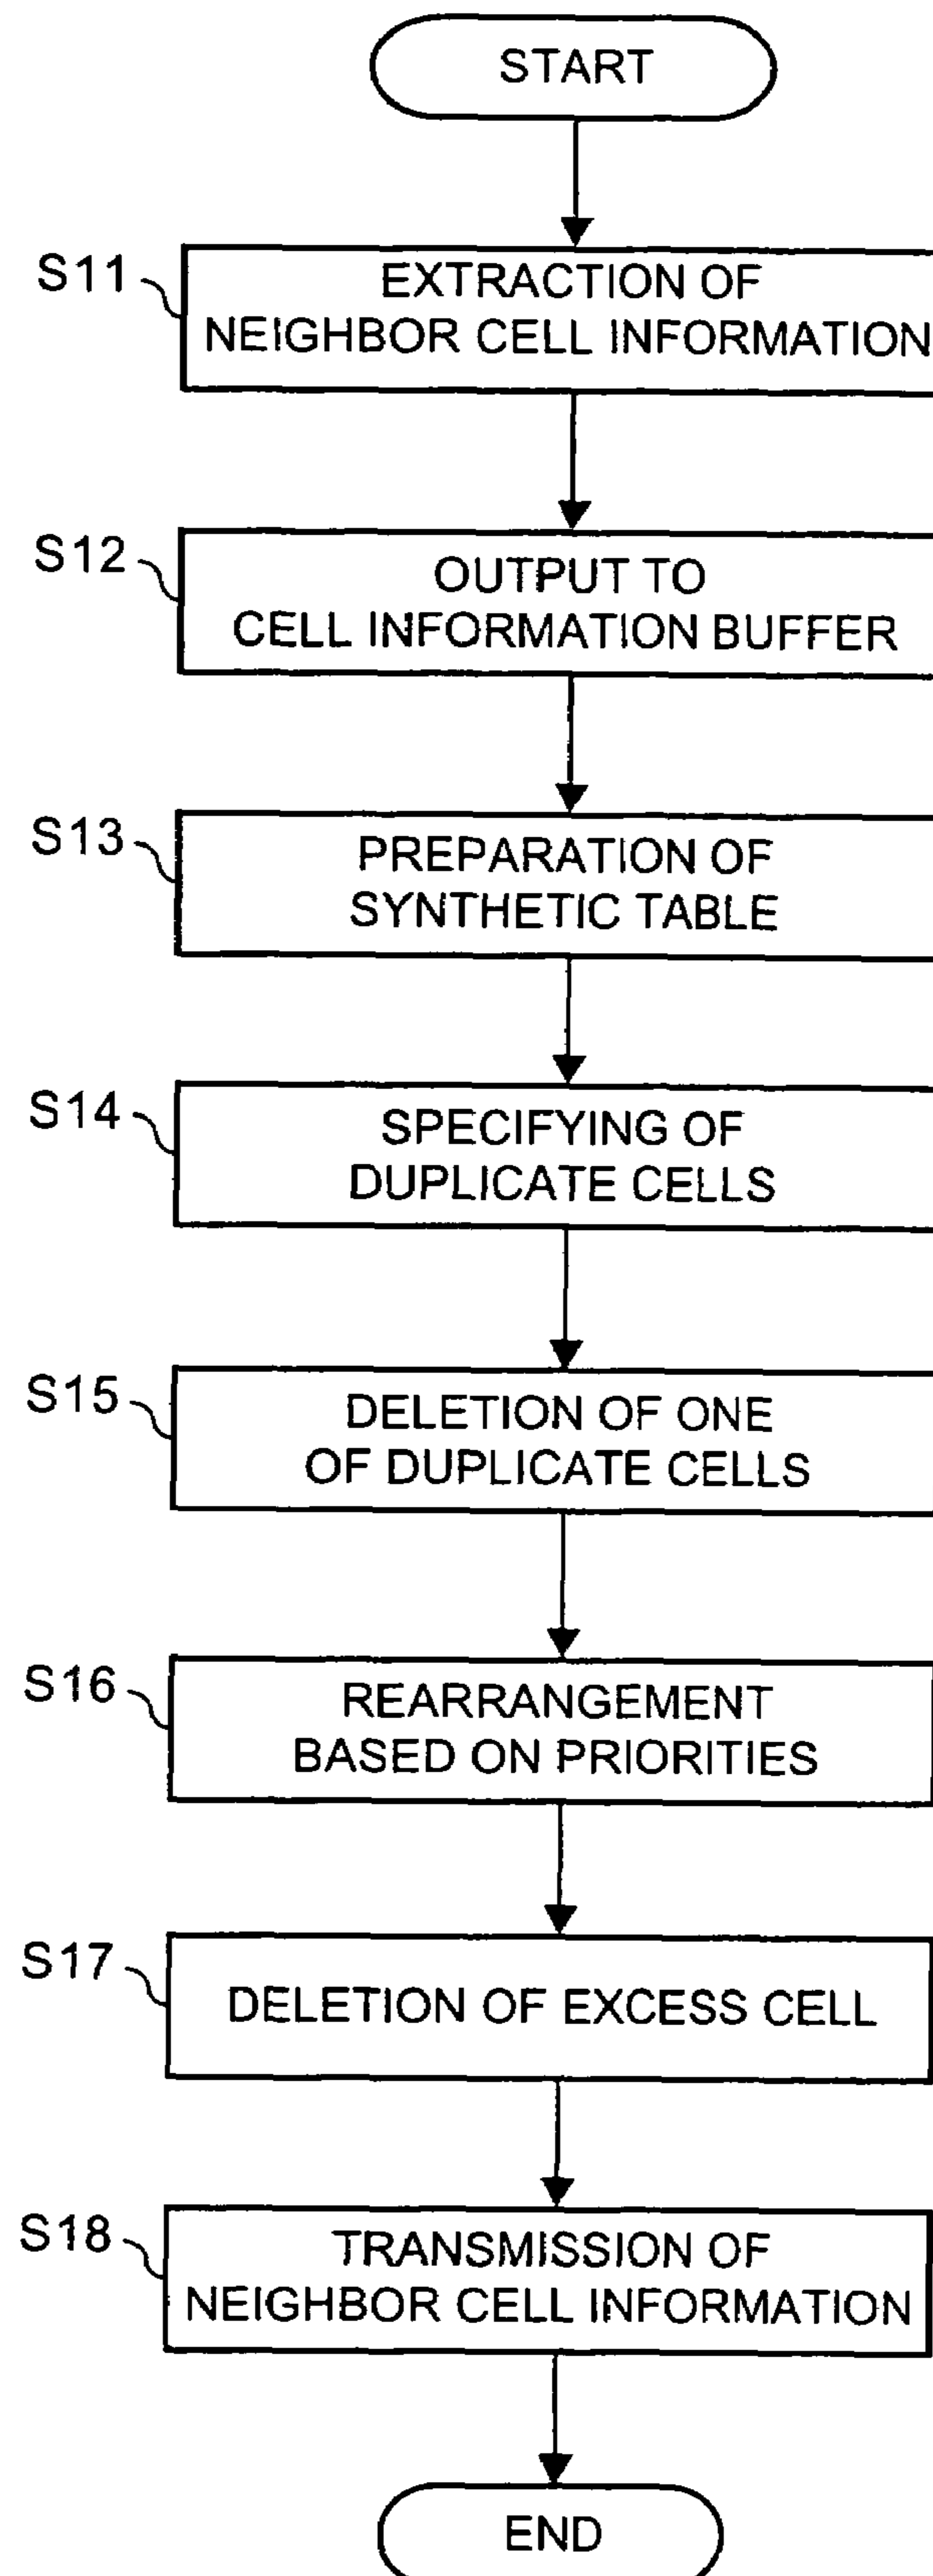 START
S11
EXTRACTION OF
NEIGHBOR CELL INFORMATION
S12
OUTPUT TO
CELL INFORMATION BUFFER
S13
PREPARATION OF
SYNTHETIC TABLE
S14
SPECIFYING OF
DUPLICATE CELLS
S15
DELETION OF ONE
OF DUPLICATE CELLS
S16
REARRANGEMENT
BASED ON PRIORITIES
S17
DELETION OF EXCESS CELL
S18
TRANSMISSION OF
NEIGHBOR CELL INFORMATION
END